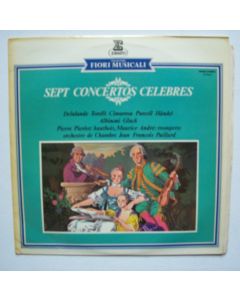 ERATO
FIORI MUSICALI
SEPT CONCERTOS CELEBRES
Delalande Torelli Cimarosa Purcell Händel
Albinoni Gluck
Pierre Pierlot hautbois, Maurice André trompette
orchestre de Chambre Jean François Paillard